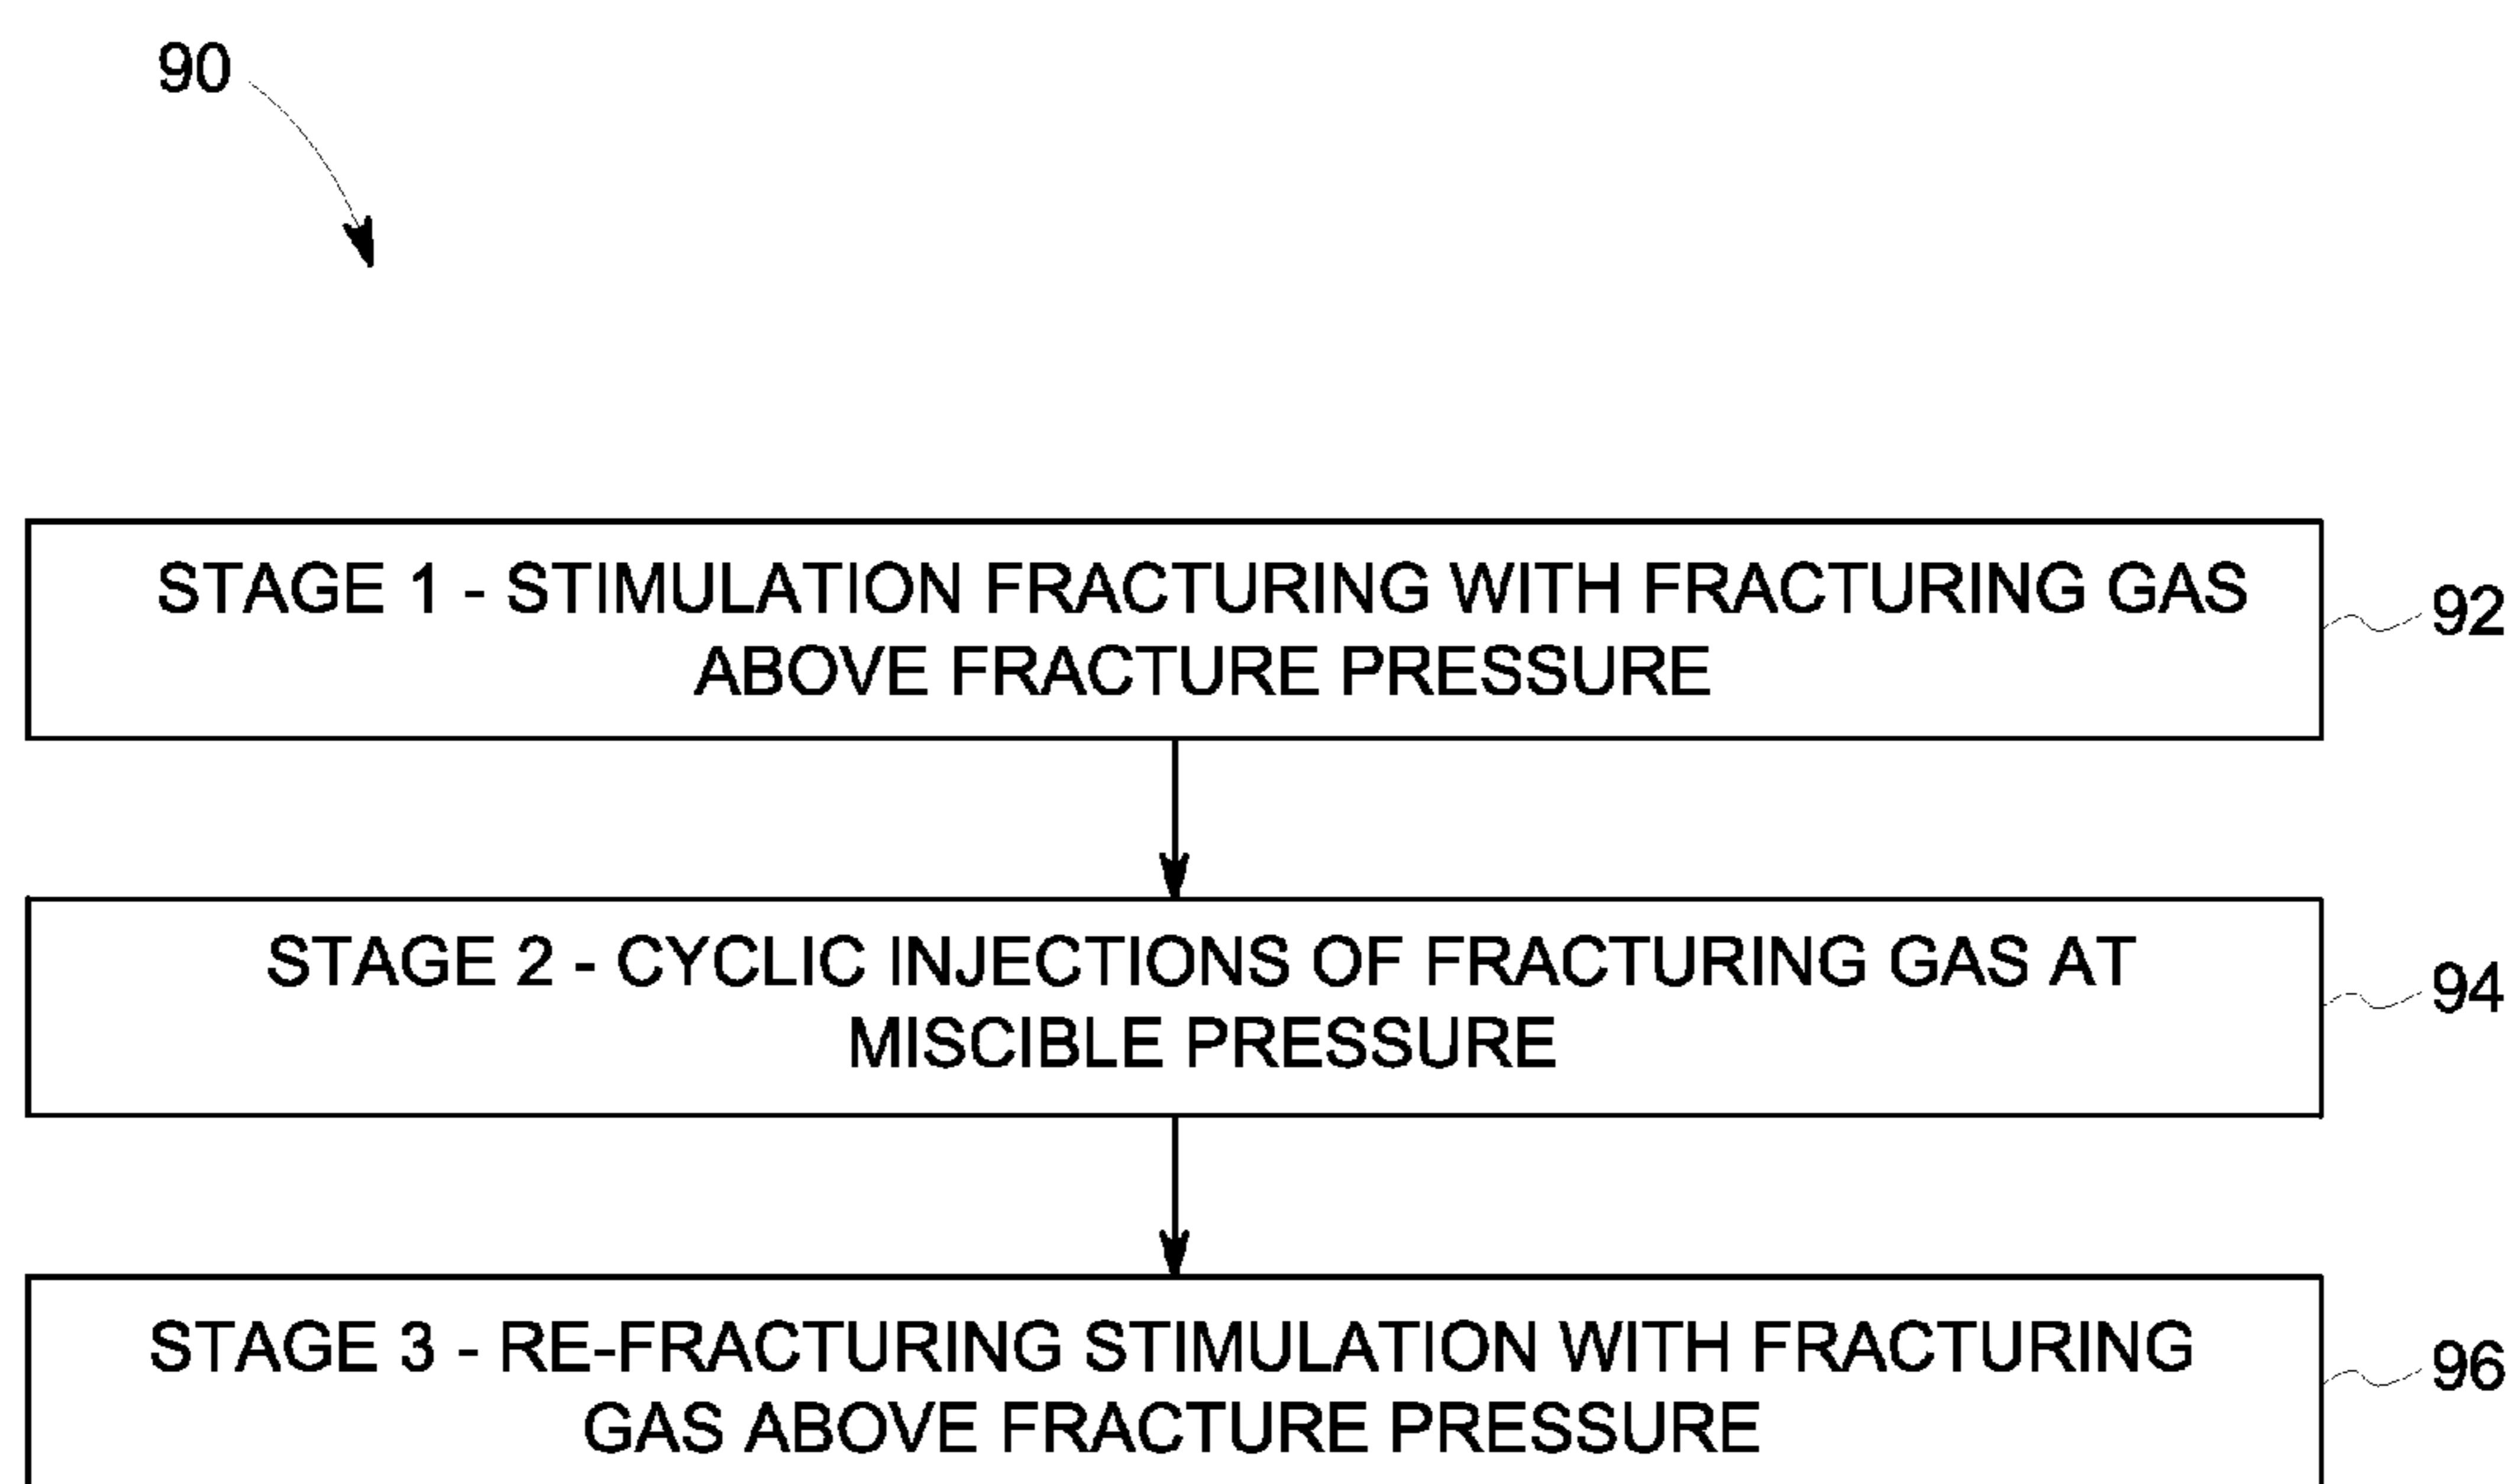 90
STAGE 1 - STIMULATION FRACTURING WITH FRACTURING GAS
ABOVE FRACTURE PRESSURE
92
STAGE 2 - CYCLIC INJECTIONS OF FRACTURING GAS AT
MISCIBLE PRESSURE
94
STAGE 3 - RE-FRACTURING STIMULATION WITH FRACTURING
GAS ABOVE FRACTURE PRESSURE
96